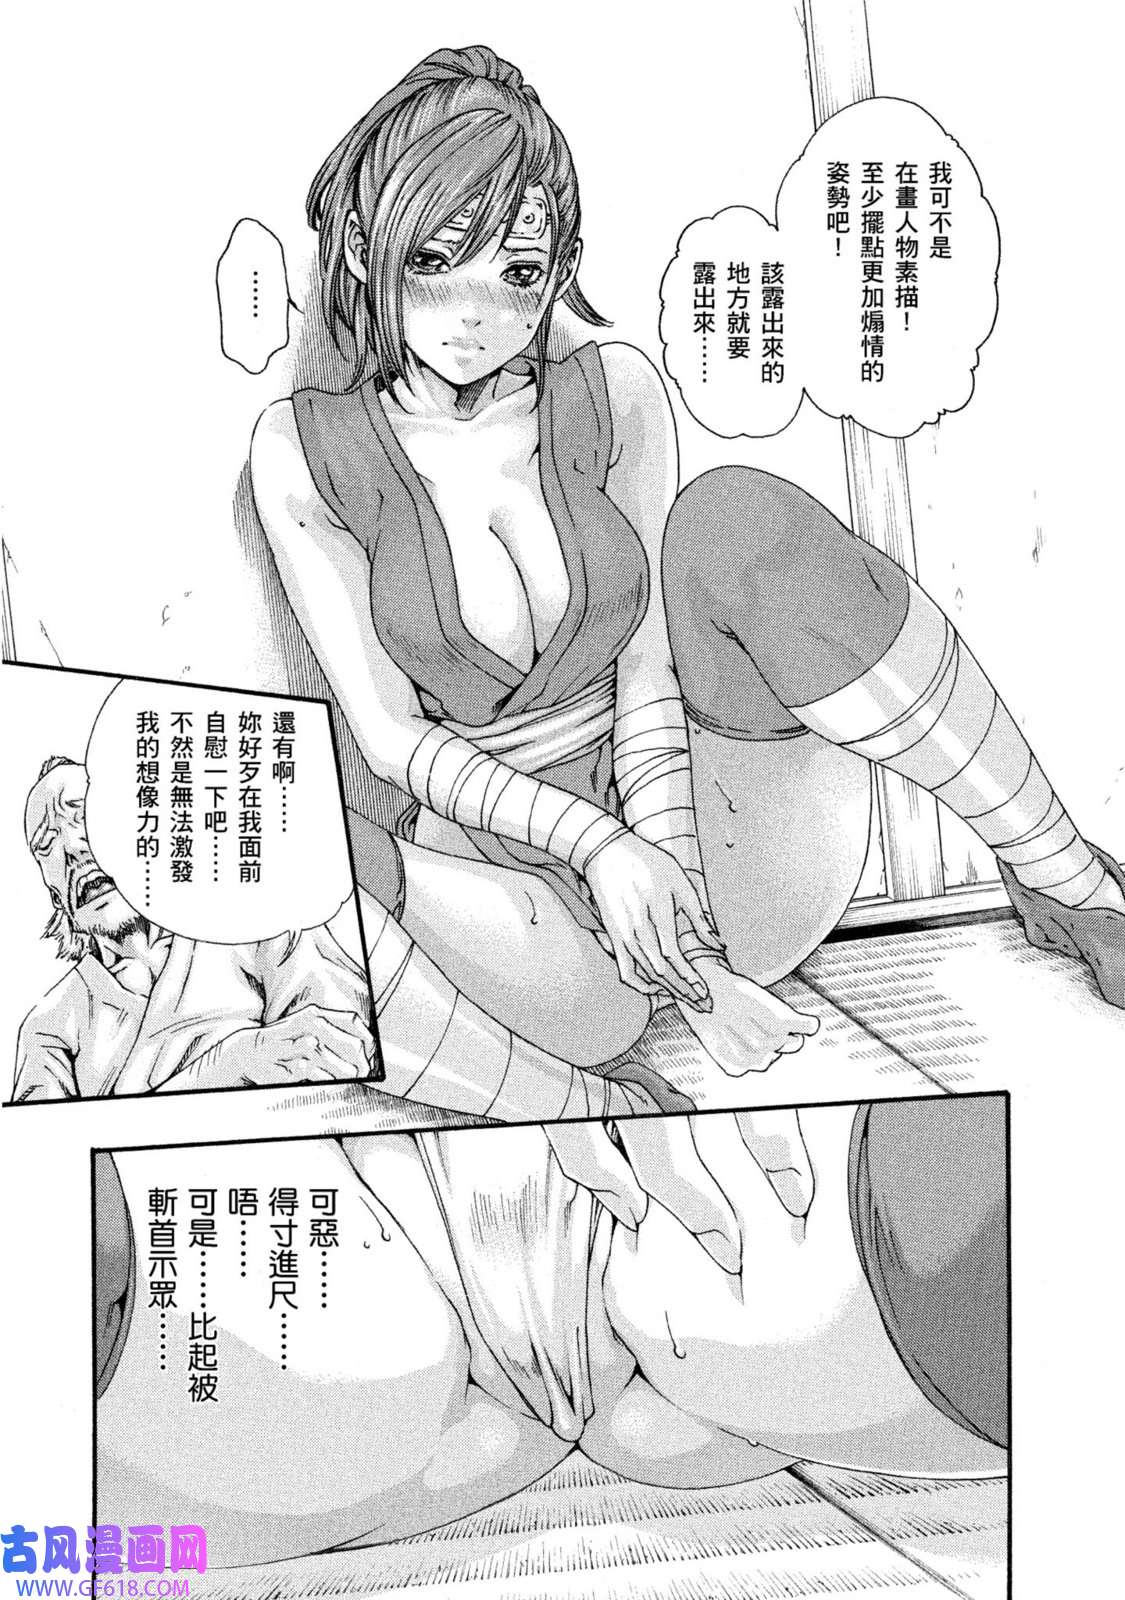 我可不是
在畫人物素描！
至少擺點更加煽情的
姿勢吧！
該露出來的
地方就要
露出來……
……
還有啊……
妳好歹在我面前
自慰一下吧……
不然是無法激發
我的想像力的……
可惡……
得寸進尺……
唔……
可是……比起被
斬首示眾……
古风漫画网
WWW.GF618.COM